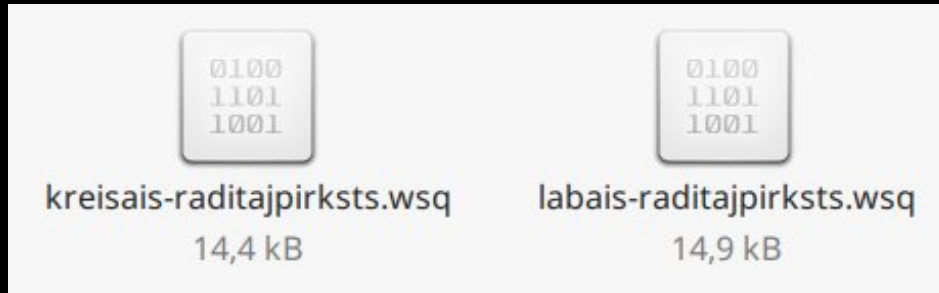 0100
1101
1001
kreisais-raditajpirksts.wsq
14,4 kB
0100
1101
1001
labais-raditajpirksts.wsq
14,9 kB